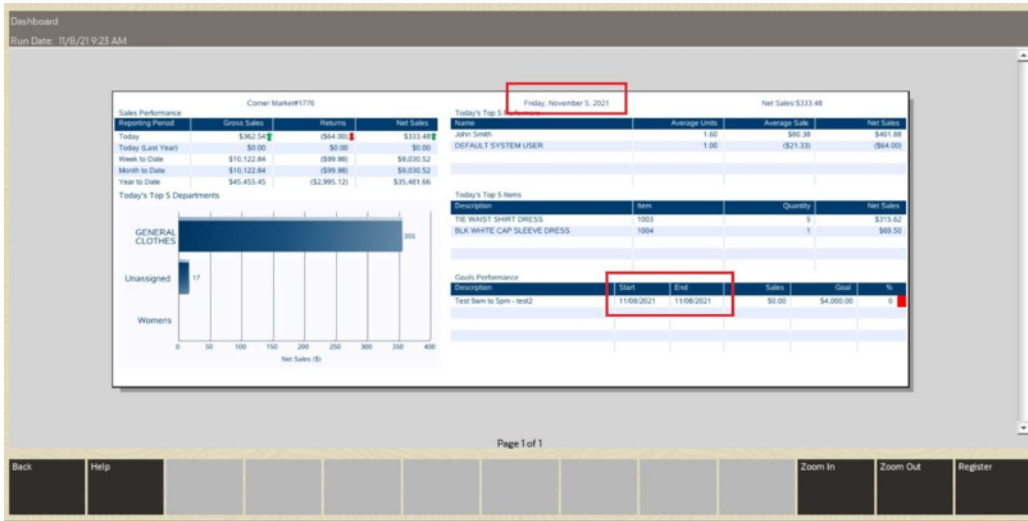 Dashboard
Run Date: 11/8/21 9:23 AM
Corner Market#1776
Friday, November 5, 2021
Net Sales:$333.48
Sales Performance
Reporting Period Gross Sales Returns Net Sales
Today $362.54 ($64.00) $333.48
Today (Last Year) $0.00 $0.00 $0.00
Week to Date $10,122.84 ($99.98) $9,030.52
Month to Date $10,122.84 ($99.98) $9,030.52
Year to Date $45,455.45 ($2,995.12) $35,481.66
Today's Top 5 Departments
GENERAL
CLOTHES
355
Unassigned
17
Womens
0 50 100 150 200 250 300 350 400
Net Sales ($)
Today's Top 5
Name Average Units Average Sale Net Sales
John Smith 1.60 $80.38 $401.88
DEFAULT SYSTEM USER 1.00 ($21.33) ($64.00)
Today's Top 5 Items
Description Item Quantity Net Sales
TIE WAIST SHIRT DRESS 1003 5 $315.62
BLK WHITE CAP SLEEVE DRESS 1004 1 $69.50
Goals Performance
Description Start End Sales Goal %
Test 9am to 5pm - test2 11/08/2021 11/08/2021 $0.00 $4,000.00 0
Page 1 of 1
Back Help Zoom In Zoom Out Register